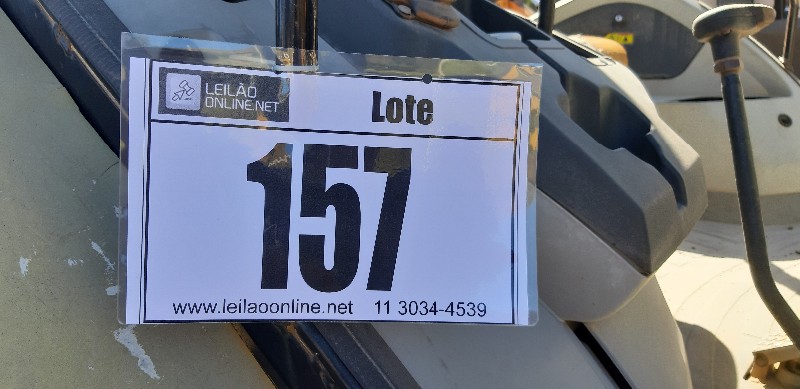 LEILÃO
ONLINE.NET
Lote
157
www.leilaoonline.net 11 3034-4539